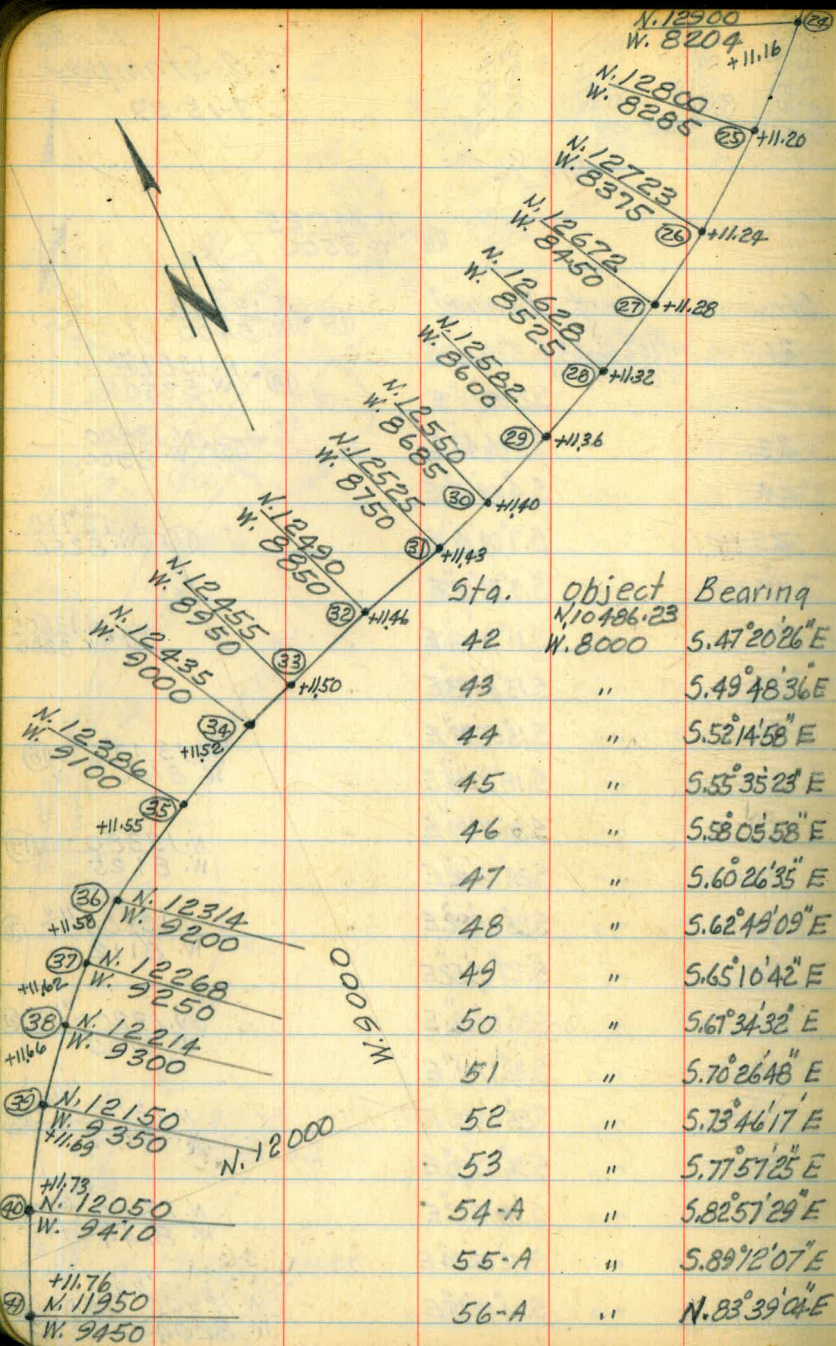 N. 12900
W. 8204
24
+11.16
N. 12800
W. 8285
25
+11.20
N. 12723
W. 8375
26
+11.24
N. 12672
W. 8450
27
+11.28
N. 12628
W. 8525
28
+11.32
N. 12582
W. 8600
29
+11.36
N. 12550
W. 8685
30
+11.40
N. 12525
W. 8750
31
+11.43
N. 12490
W. 8850
32
+11.46
N. 12455
W. 8950
33
+11.50
N. 12435
W. 9000
34
+11.52
N. 12386
W. 9100
35
+11.55
36
N. 12314
W. 9200
+11.58
37
N. 12268
W. 9250
+11.62
38
N. 12214
W. 9300
+11.66
39
N. 12150
W. 9350
+11.69
40
+11.73
N. 12050
W. 9410
41
+11.76
N. 11950
W. 9450
N
W. 9000
N. 12000
Sta. object Bearing
N.10486.23
42 W. 8000 S.47°20'26"E
43 " S.49°48'36"E
44 " S.52°14'58"E
45 " S.55°35'23"E
46 " S.58°05'58"E
47 " S.60°26'35"E
48 " S.62°49'09"E
49 " S.65°10'42"E
50 " S.67°34'32"E
51 " S.70°26'48"E
52 " S.73°46'17"E
53 " S.77°57'25"E
54-A " S.82°57'29"E
55-A " S.89°12'07"E
56-A " N.83°39'04"E